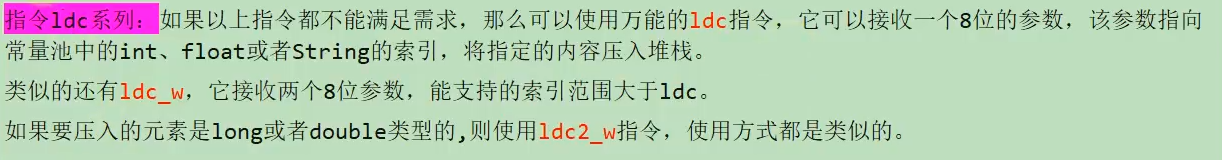 指令ldc系列：如果以上指令都不能满足需求，那么可以使用万能的ldc指令，它可以接收一个8位的参数，该参数指向
常量池中的int、float或者String的索引，将指定的内容压入堆栈。
类似的还有ldc_w，它接收两个8位参数，能支持的索引范围大于ldc。
如果要压入的元素是long或者double类型的,则使用ldc2_w指令，使用方式都是类似的。